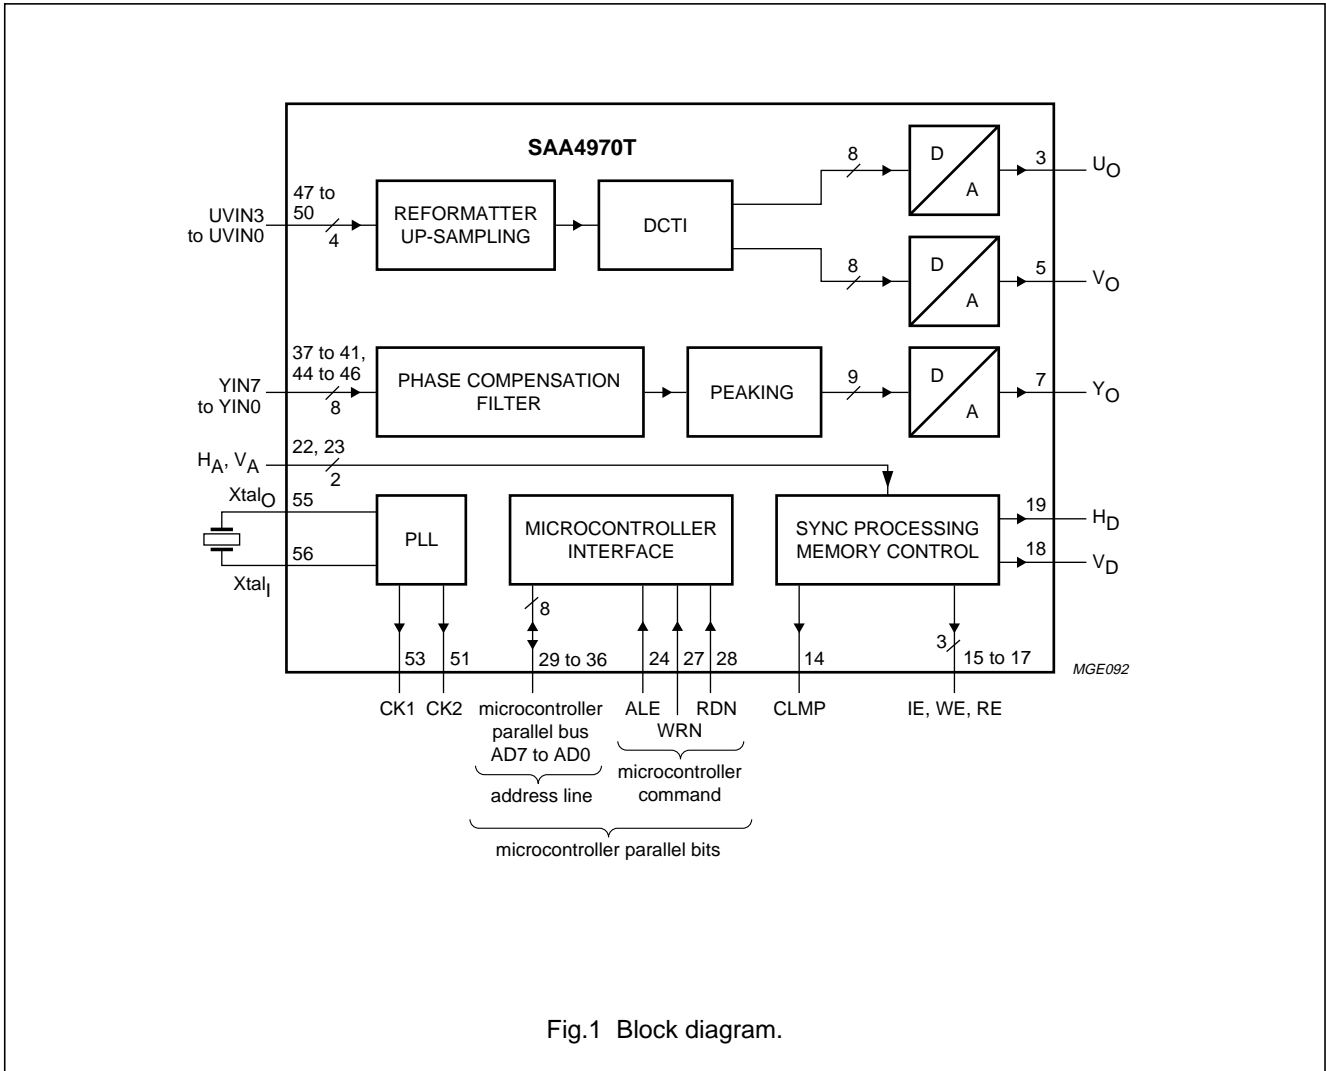 SAA4970T
47 to
50
UVIN3
to UVIN0
4
REFORMATTER
UP-SAMPLING
DCTI
8
D
A
3
UO
8
D
A
5
VO
37 to 41,
44 to 46
YIN7
to YIN0
8
PHASE COMPENSATION
FILTER
PEAKING
9
D
A
7
YO
HA, VA
22, 23
2
XtalO
55
56
XtalI
PLL
MICROCONTROLLER
INTERFACE
SYNC PROCESSING
MEMORY CONTROL
19
HD
18
VD
8
3
53
51
29 to 36
24
27
28
14
15 to 17
MGE092
CK1
CK2
microcontroller
parallel bus
AD7 to AD0
ALE
WRN
RDN
CLMP
IE, WE, RE
address line
microcontroller
command
microcontroller parallel bits
Fig.1 Block diagram.